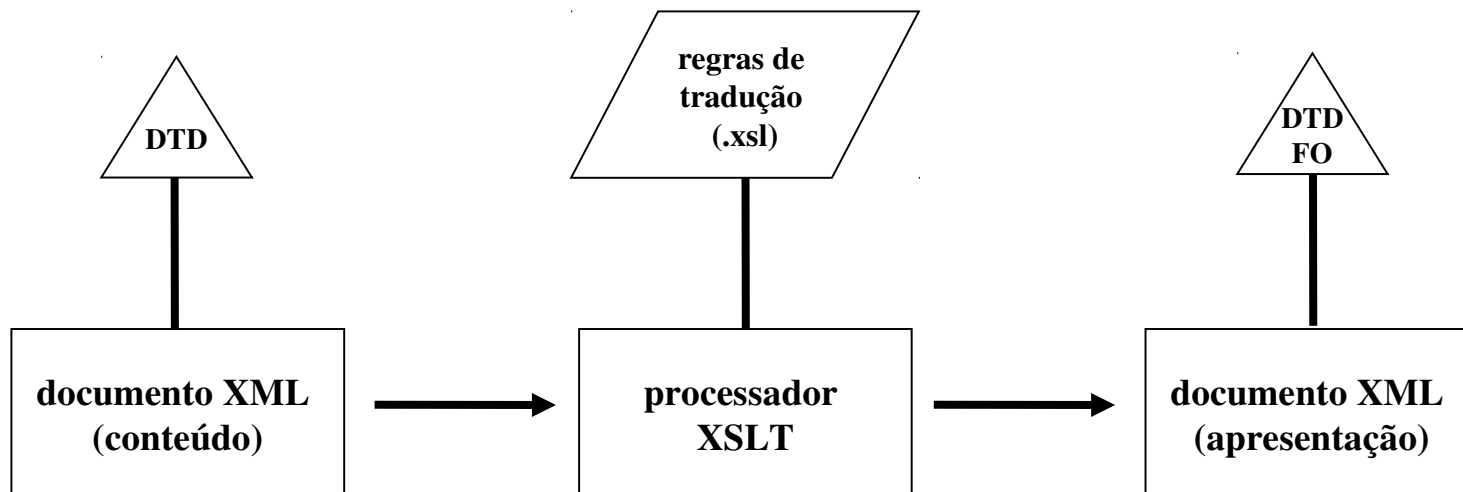 DTD
regras de
tradução
(.xsl)
DTD
FO
documento XML
(conteúdo)
processador
XSLT
documento XML
(apresentação)